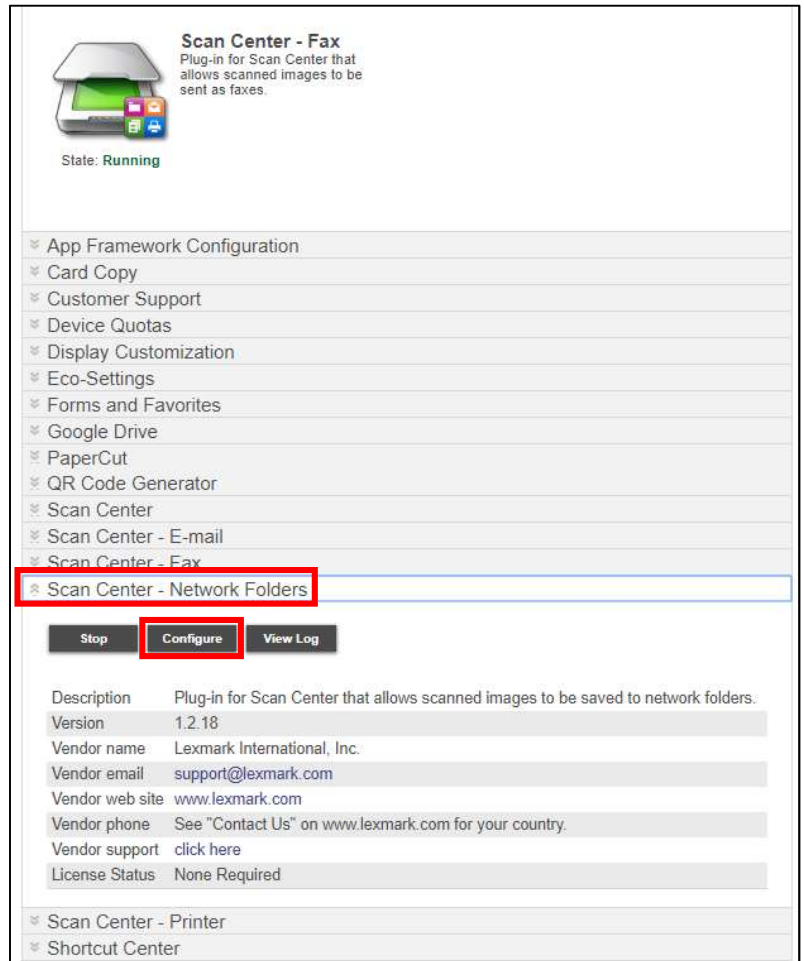 Scan Center - Fax
Plug-in for Scan Center that
allows scanned images to be
sent as faxes.
State: Running
App Framework Configuration
Card Copy
Customer Support
Device Quotas
Display Customization
Eco-Settings
Forms and Favorites
Google Drive
PaperCut
QR Code Generator
Scan Center
Scan Center - E-mail
Scan Center - Fax
Scan Center - Network Folders
Stop Configure View Log
Description Plug-in for Scan Center that allows scanned images to be saved to network folders.
Version 1.2.18
Vendor name Lexmark International, Inc.
Vendor email support@lexmark.com
Vendor web site www.lexmark.com
Vendor phone See "Contact Us" on www.lexmark.com for your country.
Vendor support click here
License Status None Required
Scan Center - Printer
Shortcut Center